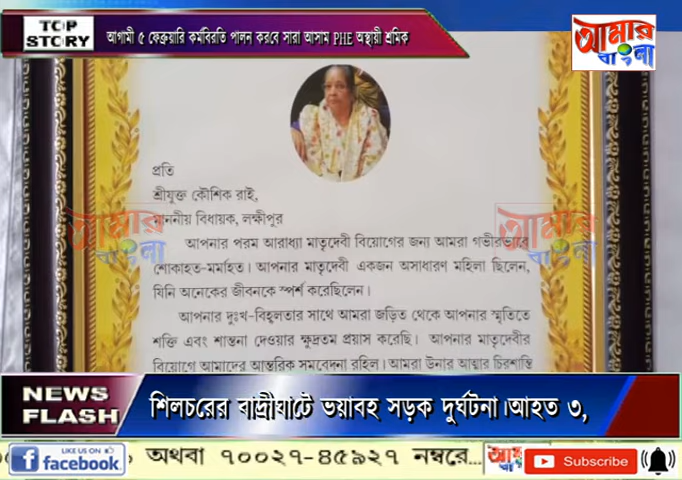 TOP
STORY
আগামী ৫ ফেব্রুয়ারি কর্মবিরতি পালন করবে সারা আসাম PHE অস্থায়ী শ্রমিক
আমার
বাংলা
প্রতি
শ্রীযুক্ত কৌশিক রাই,
মাননীয় বিধায়ক, লক্ষীপুর
আপনার পরম আরাধ্যা মাতৃদেবী বিয়োগের জন্য আমরা গভীরভাবে
শোকাহত-মর্মাহত। আপনার মাতৃদেবী একজন অসাধারণ মহিলা ছিলেন,
যিনি অনেকের জীবনকে স্পর্শ করেছিলেন।
আপনার দুঃখ-বিহ্বলতার সাথে আমরা জড়িত থেকে আপনার স্মৃতিতে
শক্তি এবং শান্তনা দেওয়ার ক্ষুদ্রতম প্রয়াস করেছি। আপনার মাতৃদেবীর
বিয়োগে আমাদের আন্তরিক সমবেদনা রহিল। আমরা উনার আত্মার চিরশান্তি
আমার
বাংলা
আমার
বাংলা
NEWS
FLASH
শিলচরের বাদ্রীঘাটে ভয়াবহ সড়ক দুর্ঘটনা।আহত ৩,
LIKE US ON
facebook
অথবা ৭০০২৭-৪৫৯২৭ নম্বরে...
Subscribe